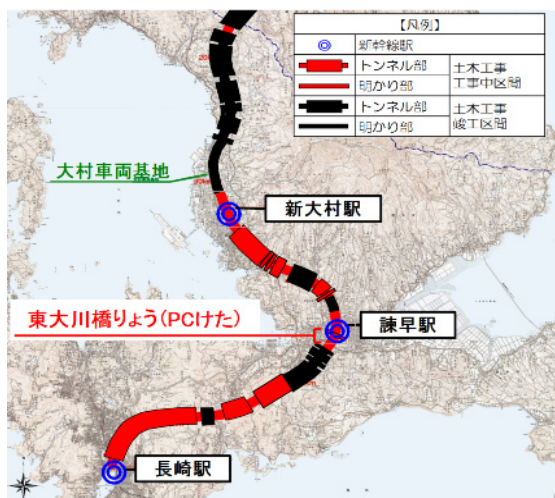 【凡例】
新幹線駅
トンネル部
明かり部
土木工事
工事中区間
トンネル部
明かり部
土木工事
竣工区間
大村車両基地
新大村駅
東大川橋りょう(PCけた)
諫早駅
長崎駅